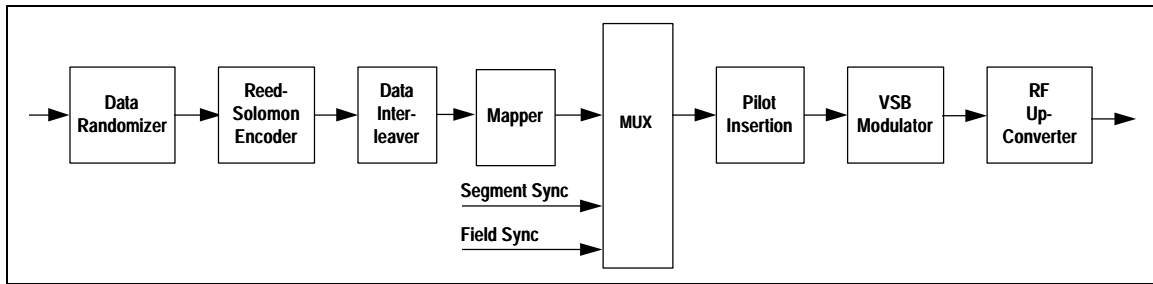 Data
Randomizer
Reed-
Solomon
Encoder
Data
Inter-
leaver
Mapper
Segment Sync
Field Sync
MUX
Pilot
Insertion
VSB
Modulator
RF
Up-
Converter